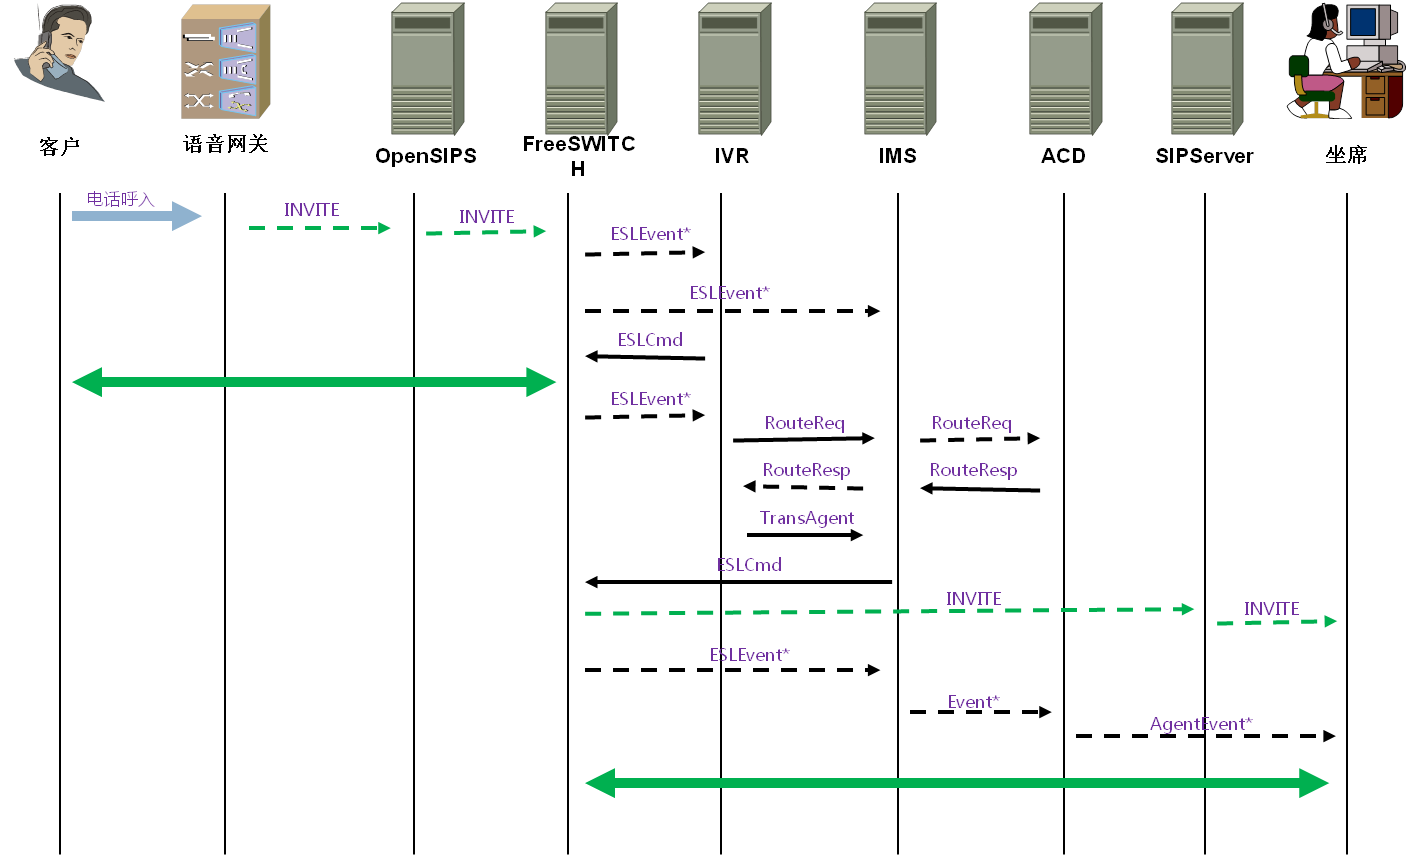 客户
语音网关
OpenSIPS
FreeSWITC
H
IVR
IMS
ACD
SIPServer
坐席
电话呼入
INVITE
INVITE
ESLEvent*
ESLEvent*
ESLCmd
ESLEvent*
RouteReq
RouteReq
RouteResp
RouteResp
TransAgent
ESLCmd
INVITE
INVITE
ESLEvent*
Event*
AgentEvent*